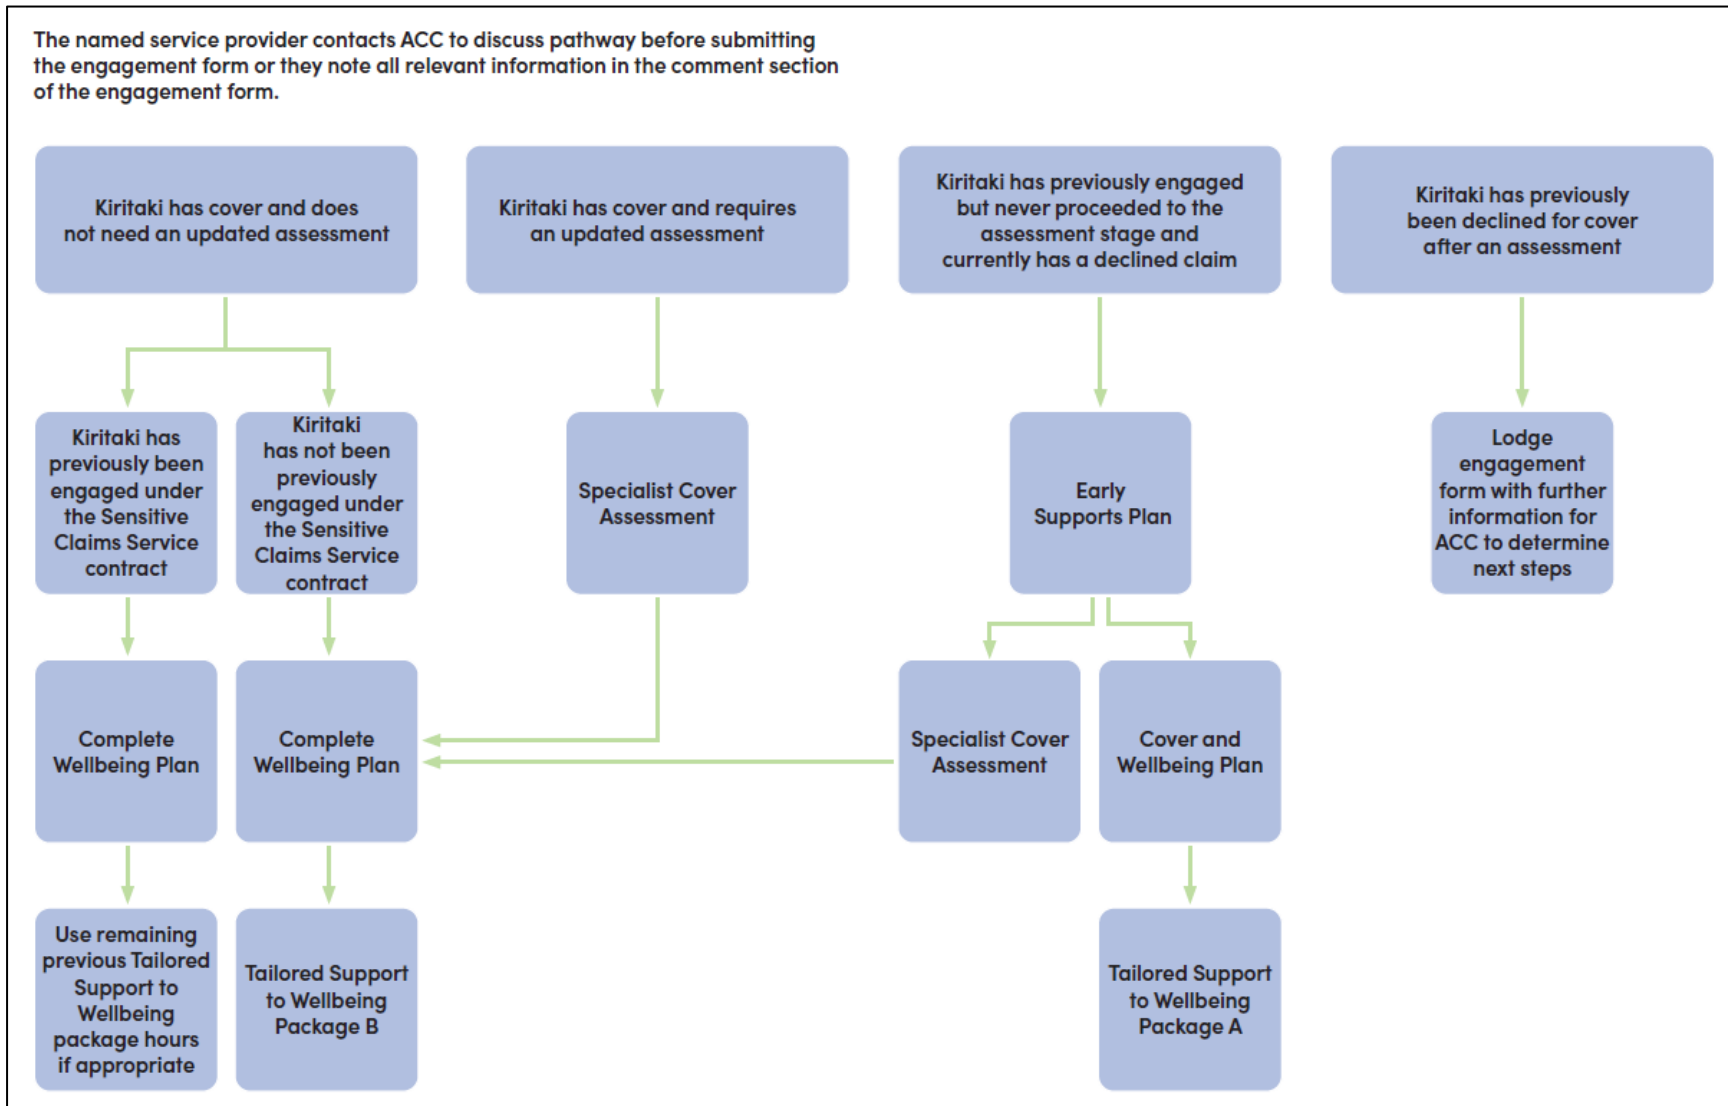 The named service provider contacts ACC to discuss pathway before submitting
the engagement form or they note all relevant information in the comment section
of the engagement form.
Kiritaki has cover and does
not need an updated assessment
Kiritaki has cover and requires
an updated assessment
Kiritaki has previously engaged
but never proceeded to the
assessment stage and
currently has a declined claim
Kiritaki has previously
been declined for cover
after an assessment
Kiritaki has
previously been
engaged under
the Sensitive
Claims Service
contract
Kiritaki
has not been
previously
engaged under
the Sensitive
Claims Service
contract
Specialist Cover
Assessment
Early
Supports Plan
Lodge
engagement
form with further
information for
ACC to determine
next steps
Complete
Wellbeing Plan
Complete
Wellbeing Plan
Specialist Cover
Assessment
Cover and
Wellbeing Plan
Use remaining
previous Tailored
Support to
Wellbeing
package hours
if appropriate
Tailored Support
to Wellbeing
Package B
Tailored Support
to Wellbeing
Package A